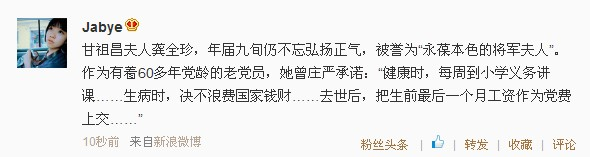 Jabye
甘祖昌夫人龚全珍，年届九旬仍不忘弘扬正气，被誉为“永葆本色的将军夫人”。
作为有着60多年党龄的老党员，她曾庄严承诺：“健康时，每周到小学义务讲
课……生病时，决不浪费国家钱财……去世后，把生前最后一个月工资作为党费
上交……”
10秒前 来自新浪微博 粉丝头条 | | 转发 | 收藏 | 评论